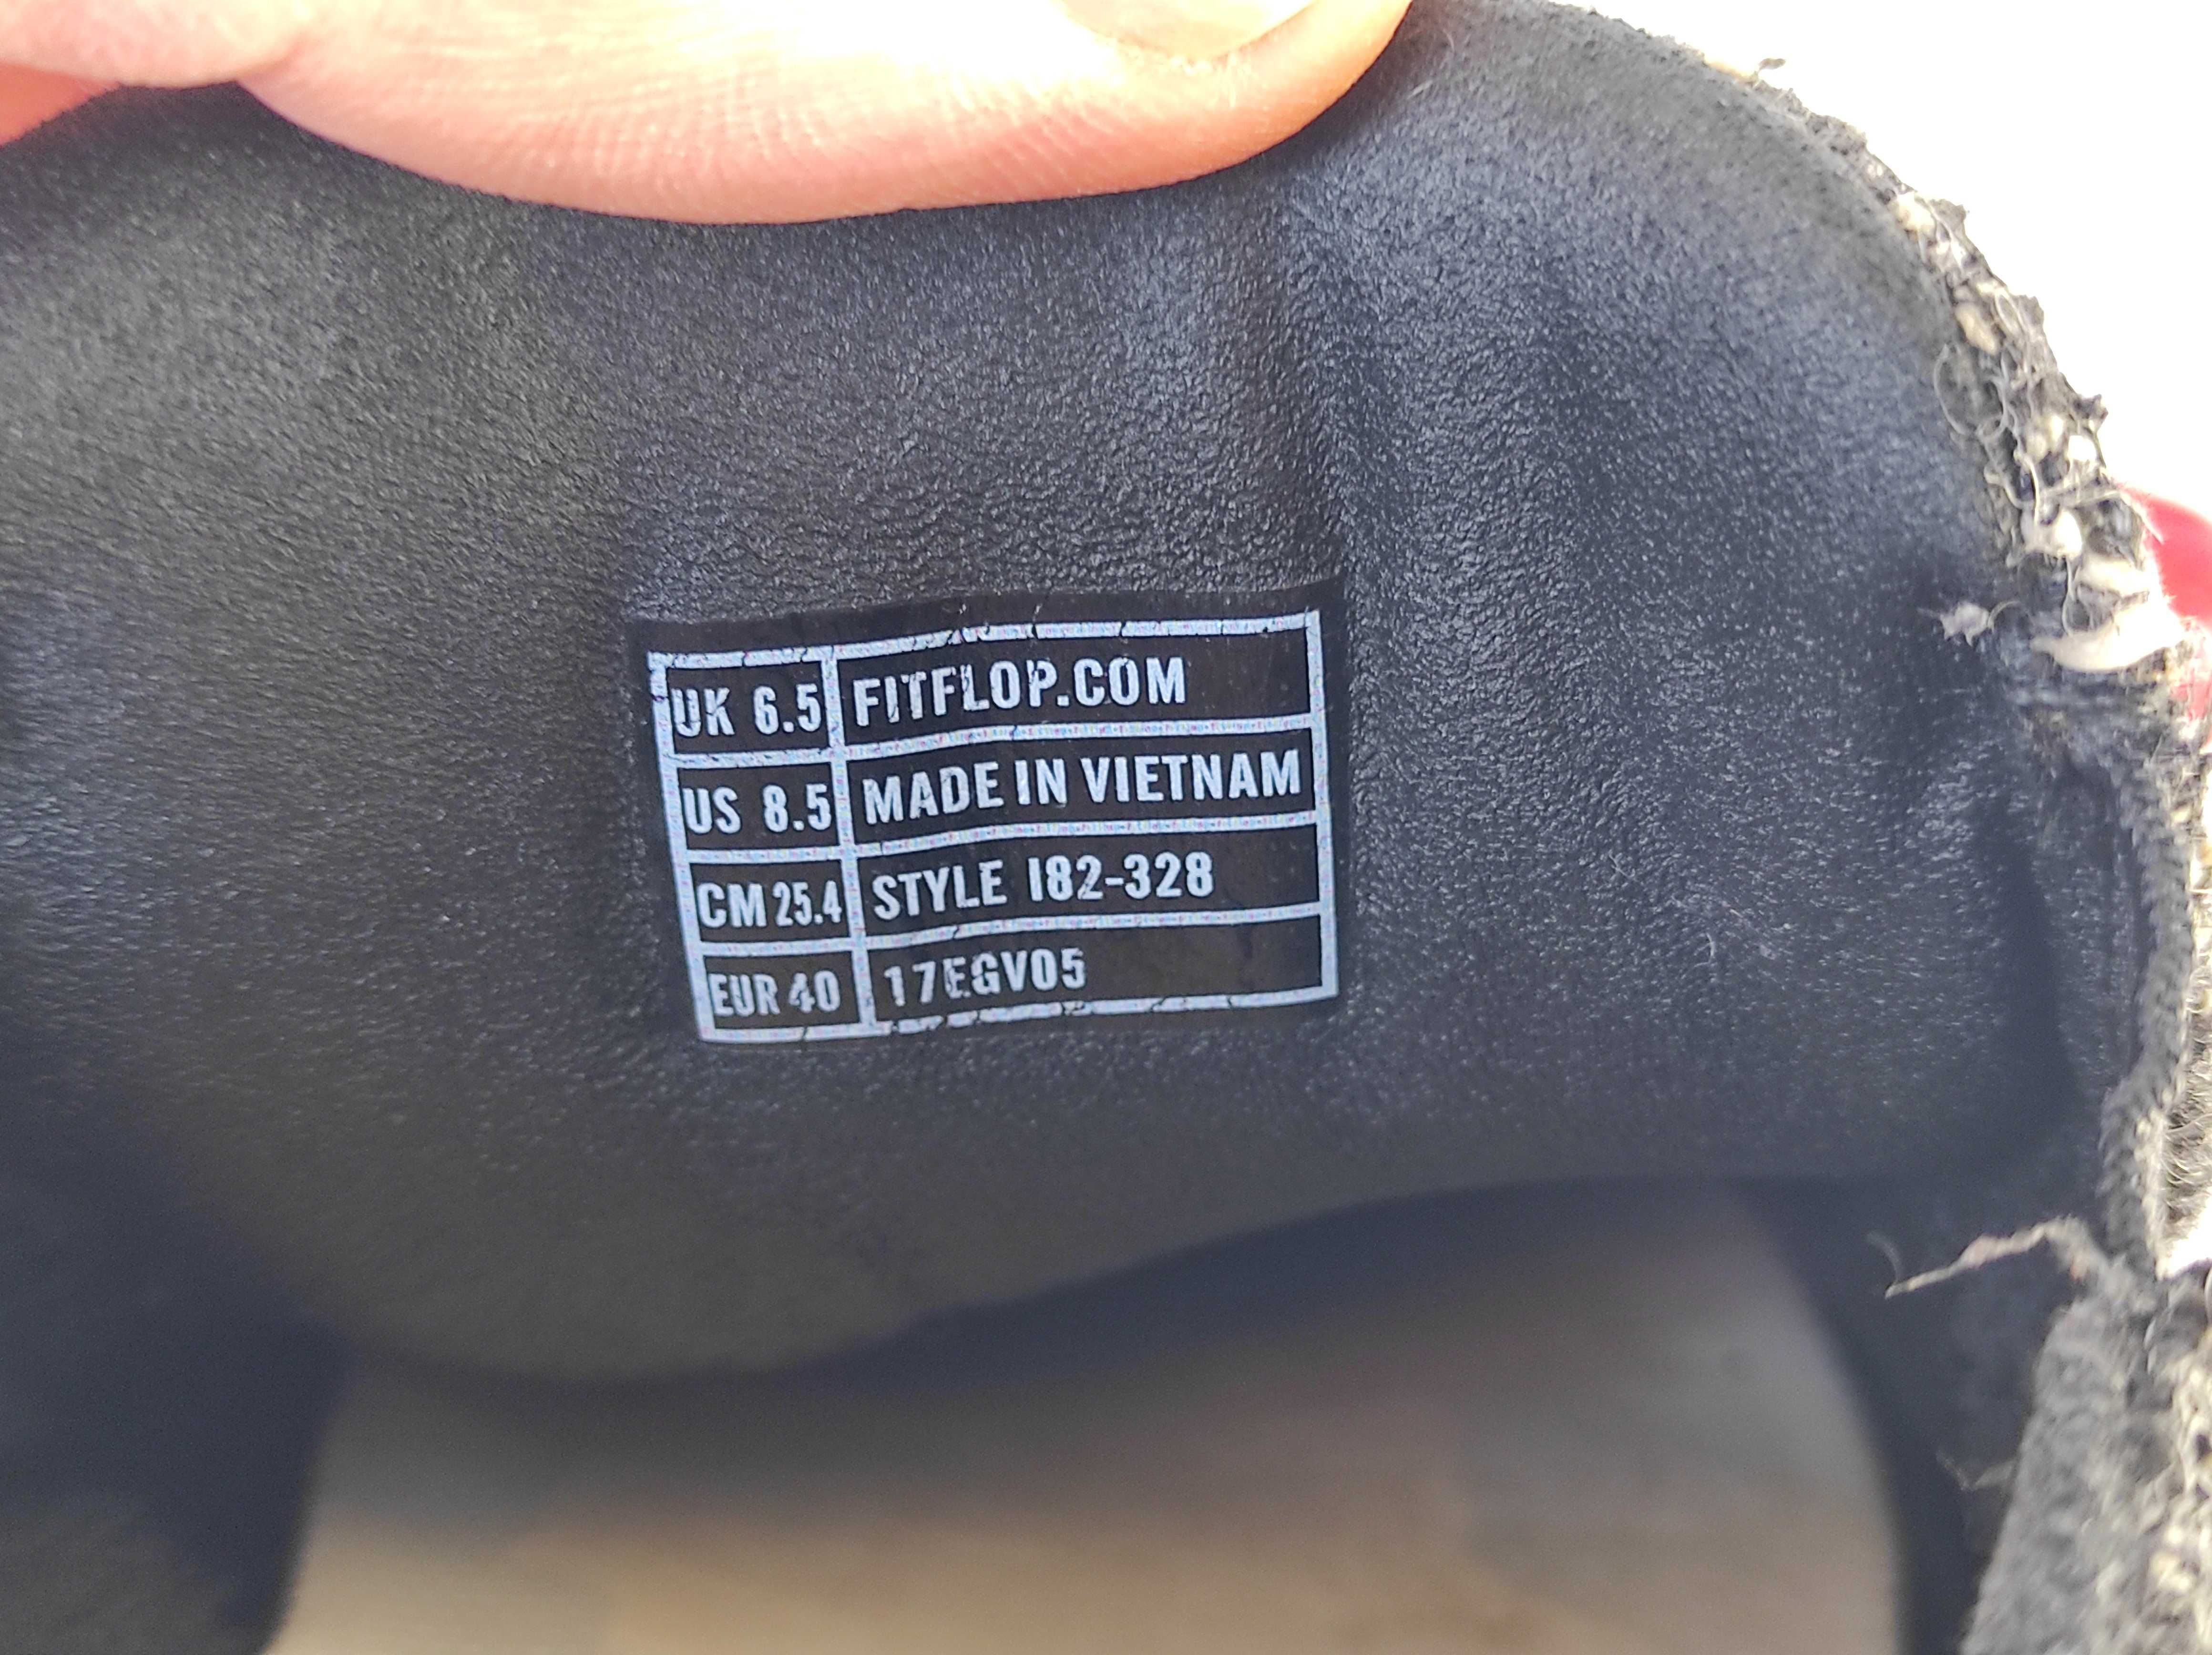 UK 6.5 FITFLOP.COM
US 8.5 MADE IN VIETNAM
CM 25.4 STYLE I82-328
EUR 40 17EGV05